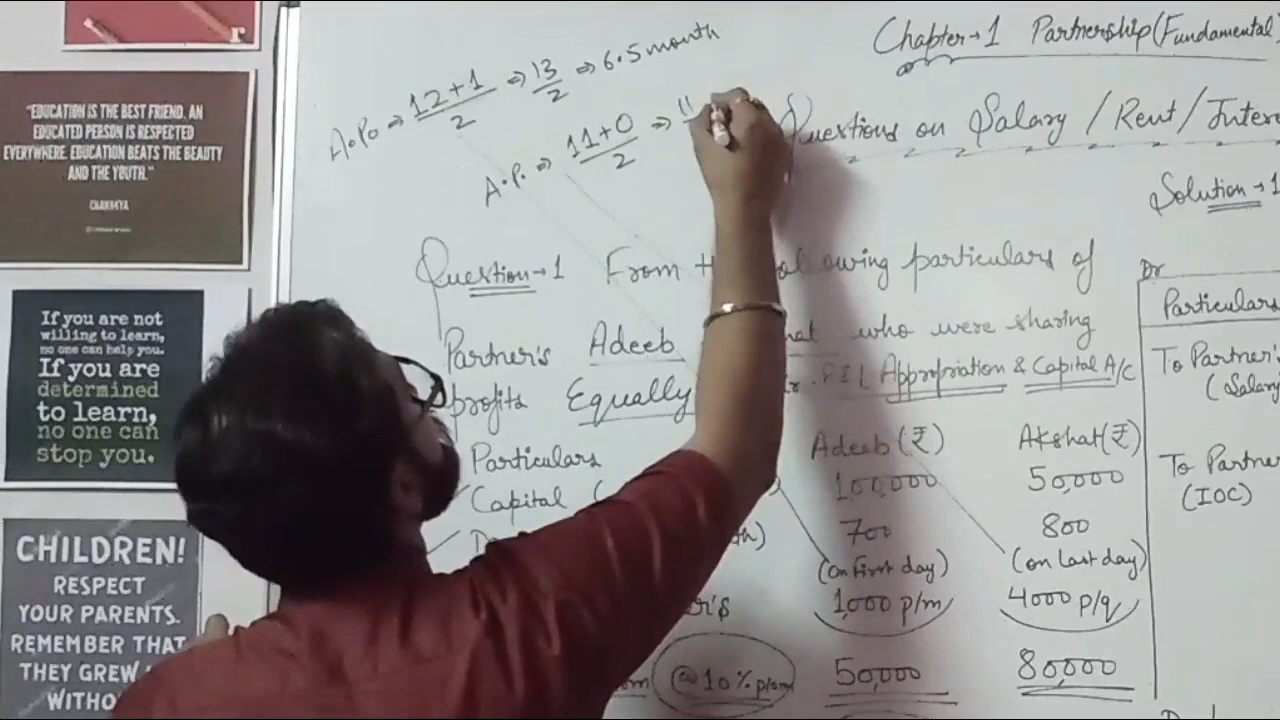 r
"EDUCATION IS THE BEST FRIEND. AN
EDUCATED PERSON IS RESPECTED
EVERYWHERE. EDUCATION BEATS THE BEAUTY
AND THE YOUTH."
CHANAKYA
If you are not
willing to learn,
no one can help you.
If you are
determined
to learn,
no one can
stop you.
CHILDREN!
RESPECT
YOUR PARENTS.
REMEMBER THAT
THEY GREW
WITHO
A.P. ⇒ 12+1/2 ⇒ 13/2 ⇒ 6.5 month
A.P. ⇒ 11+0/2 ⇒ 11
Chapter→1 Partnership (Fundamental)
Questions on Salary / Rent / Inter
Solution→1
Question→1 From owing particulars of
Partner's Adeeb who were sharing
profits Equally Appropriation & Capital A/C
Particulars Adeeb (₹) Akshat (₹)
Capital 100,000 50,000
700 800
(on First day) (on Last day)
1,000 p/m 4000 p/q
@ 10% 50,000 80,000
Dr
Particulars
To Partner's
(Salary
To Partne
(IOC)